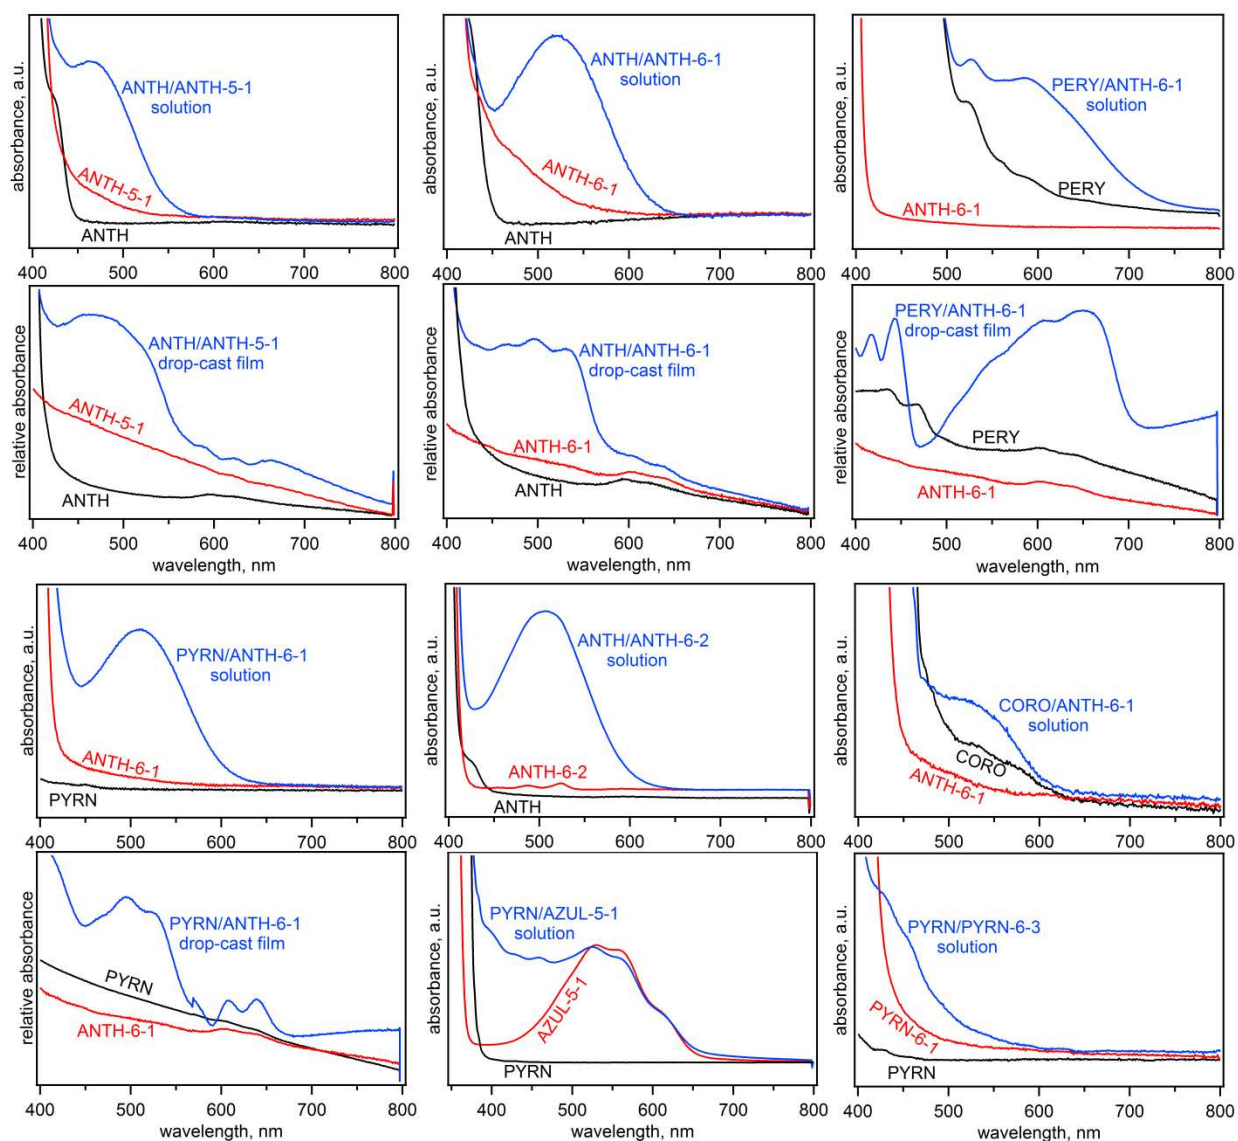 absorbance, a.u.
ANTH/ANTH-5-1
solution
ANTH-5-1
ANTH
400 500 600 700 800
absorbance, a.u.
ANTH/ANTH-6-1
solution
ANTH-6-1
ANTH
400 500 600 700 800
absorbance, a.u.
PERY/ANTH-6-1
solution
PERY
ANTH-6-1
400 500 600 700 800
relative absorbance
ANTH/ANTH-5-1
drop-cast film
ANTH-5-1
ANTH
400 500 600 700 800
wavelength, nm
relative absorbance
ANTH/ANTH-6-1
drop-cast film
ANTH-6-1
ANTH
400 500 600 700 800
wavelength, nm
relative absorbance
PERY/ANTH-6-1
drop-cast film
PERY
ANTH-6-1
400 500 600 700 800
wavelength, nm
absorbance, a.u.
PYRN/ANTH-6-1
solution
ANTH-6-1
PYRN
400 500 600 700 800
absorbance, a.u.
ANTH/ANTH-6-2
solution
ANTH-6-2
ANTH
400 500 600 700 800
absorbance, a.u.
CORO/ANTH-6-1
solution
CORO
ANTH-6-1
400 500 600 700 800
relative absorbance
PYRN/ANTH-6-1
drop-cast film
PYRN
ANTH-6-1
400 500 600 700 800
wavelength, nm
absorbance, a.u.
PYRN/AZUL-5-1
solution
AZUL-5-1
PYRN
400 500 600 700 800
wavelength, nm
absorbance, a.u.
PYRN/PYRN-6-3
solution
PYRN-6-1
PYRN
400 500 600 700 800
wavelength, nm